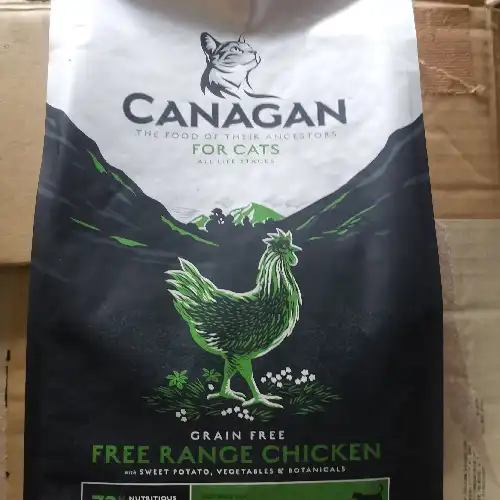 CANAGAN
THE FOOD OF THEIR ANCESTORS
FOR CATS
ALL LIFE STAGES
GRAIN FREE
FREE RANGE CHICKEN
with SWEET POTATO, VEGETABLES & BOTANICALS
NUTRITIOUS